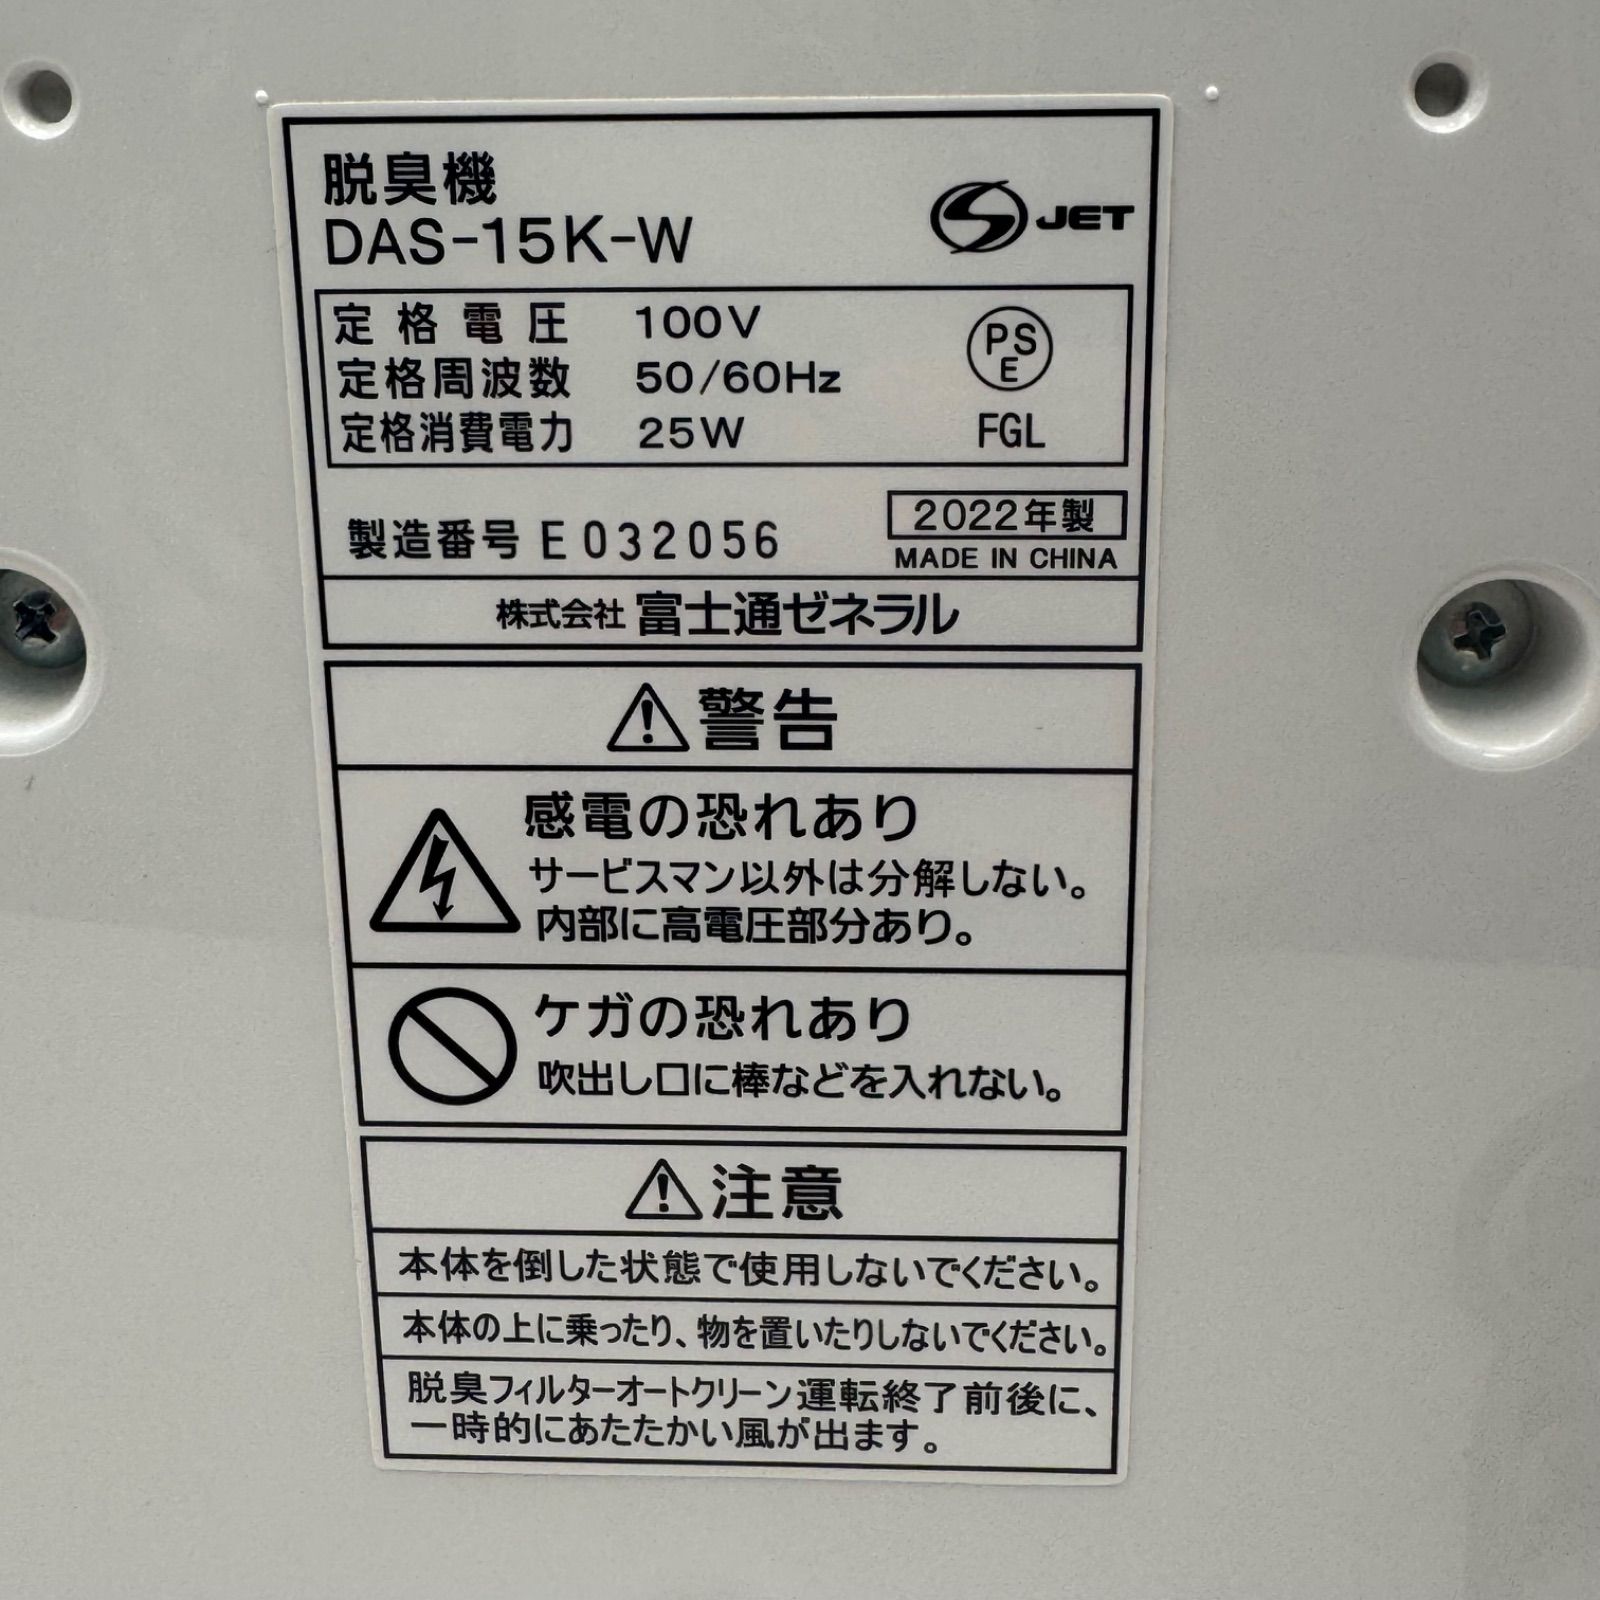 脱臭機
DAS-15K-W
S JET
定格電圧 100V
定格周波数 50/60Hz
定格消費電力 25W
PS
E
FGL
製造番号 E032056
2022年製
MADE IN CHINA
株式会社 富士通ゼネラル
警告
感電の恐れあり
サービスマン以外は分解しない。
内部に高電圧部分あり。
ケガの恐れあり
吹出し口に棒などを入れない。
注意
本体を倒した状態で使用しないでください。
本体の上に乗ったり、物を置いたりしないでください。
脱臭フィルターオートクリーン運転終了前後に、
一時的にあたたかい風が出ます。